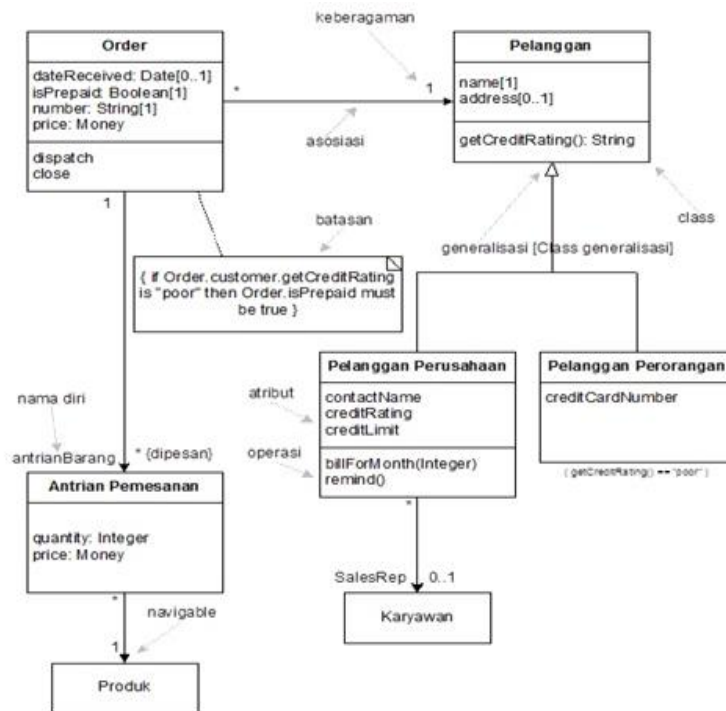 keberagaman
Order
dateReceived: Date[0..1]
isPrepaid: Boolean[1]
number: String[1]
price: Money
dispatch
close
*
1
asosiasi
Pelanggan
name[1]
address[0..1]
getCreditRating(): String
class
generalisasi [Class generalisasi]
1
batasan
{ if Order.customer.getCreditRating
is "poor" then Order.isPrepaid must
be true }
nama diri
antrianBarang
* {dipesan}
Antrian Pemesanan
quantity: Integer
price: Money
*
navigable
1
Produk
atribut
operasi
Pelanggan Perusahaan
contactName
creditRating
creditLimit
billForMonth(Integer)
remind()
*
SalesRep
0..1
Karyawan
Pelanggan Perorangan
creditCardNumber
{ getCreditRating() == "poor" }